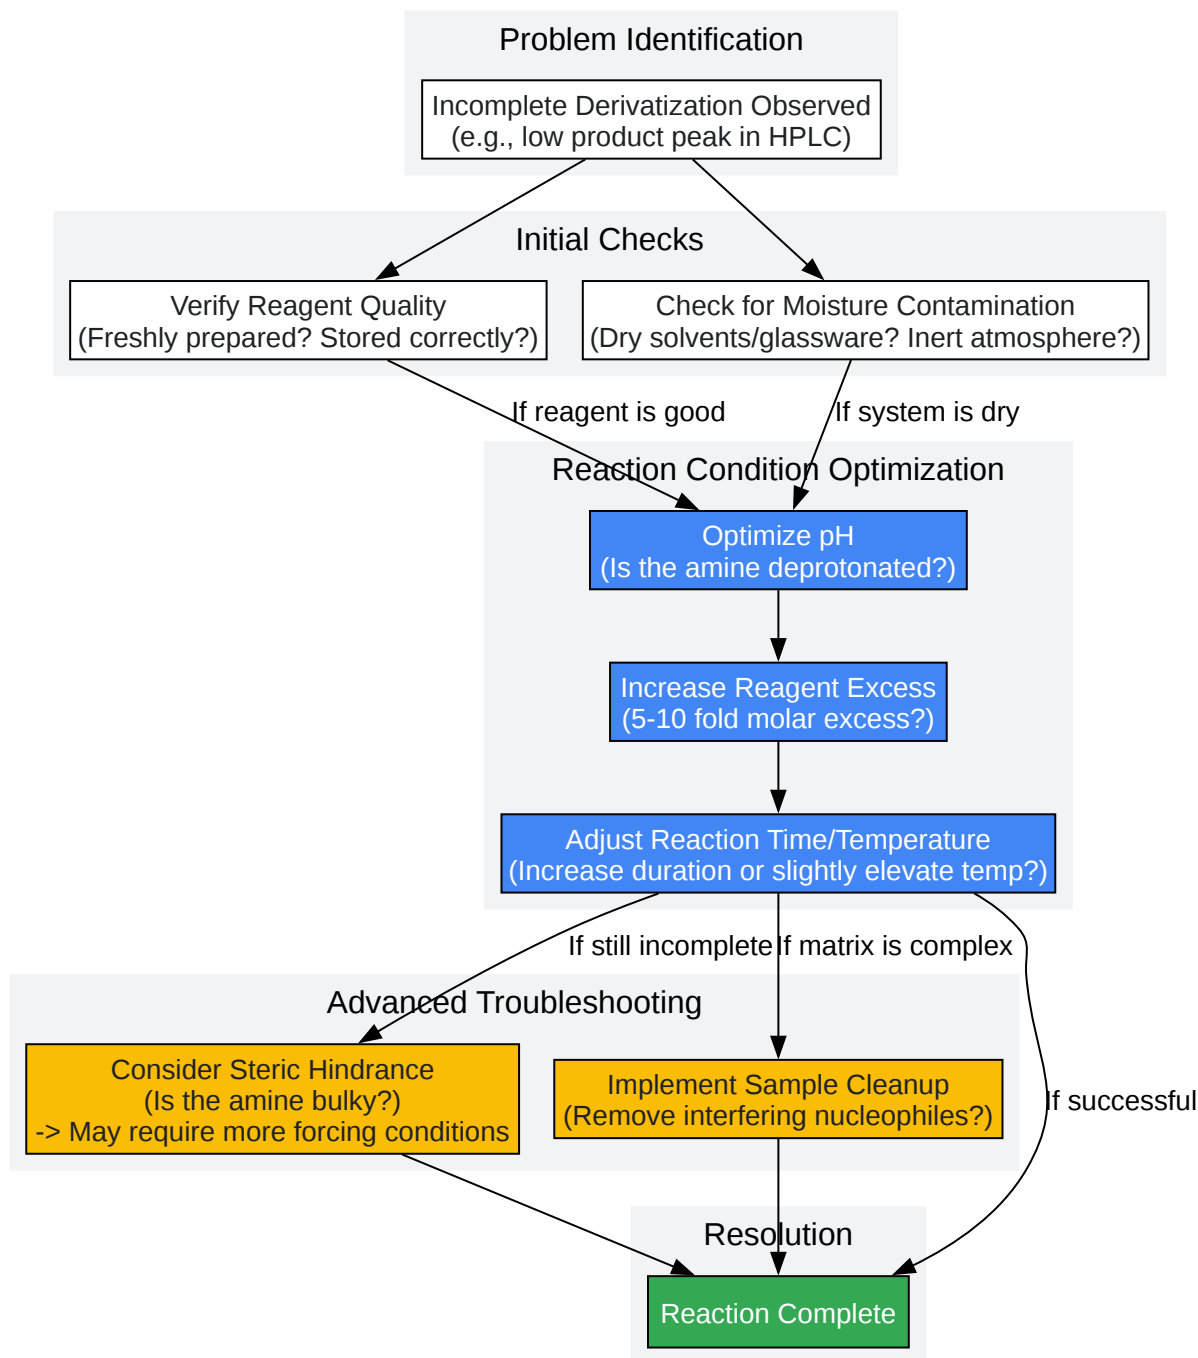 Problem Identification
Incomplete Derivatization Observed
(e.g., low product peak in HPLC)
Initial Checks
Verify Reagent Quality
(Freshly prepared? Stored correctly?)
Check for Moisture Contamination
(Dry solvents/glassware? Inert atmosphere?)
If reagent is good
If system is dry
Reaction Condition Optimization
Optimize pH
(Is the amine deprotonated?)
Increase Reagent Excess
(5-10 fold molar excess?)
Adjust Reaction Time/Temperature
(Increase duration or slightly elevate temp?)
If still incomplete
If matrix is complex
Advanced Troubleshooting
Consider Steric Hindrance
(Is the amine bulky?)
-> May require more forcing conditions
Implement Sample Cleanup
(Remove interfering nucleophiles?)
If successful
Resolution
Reaction Complete